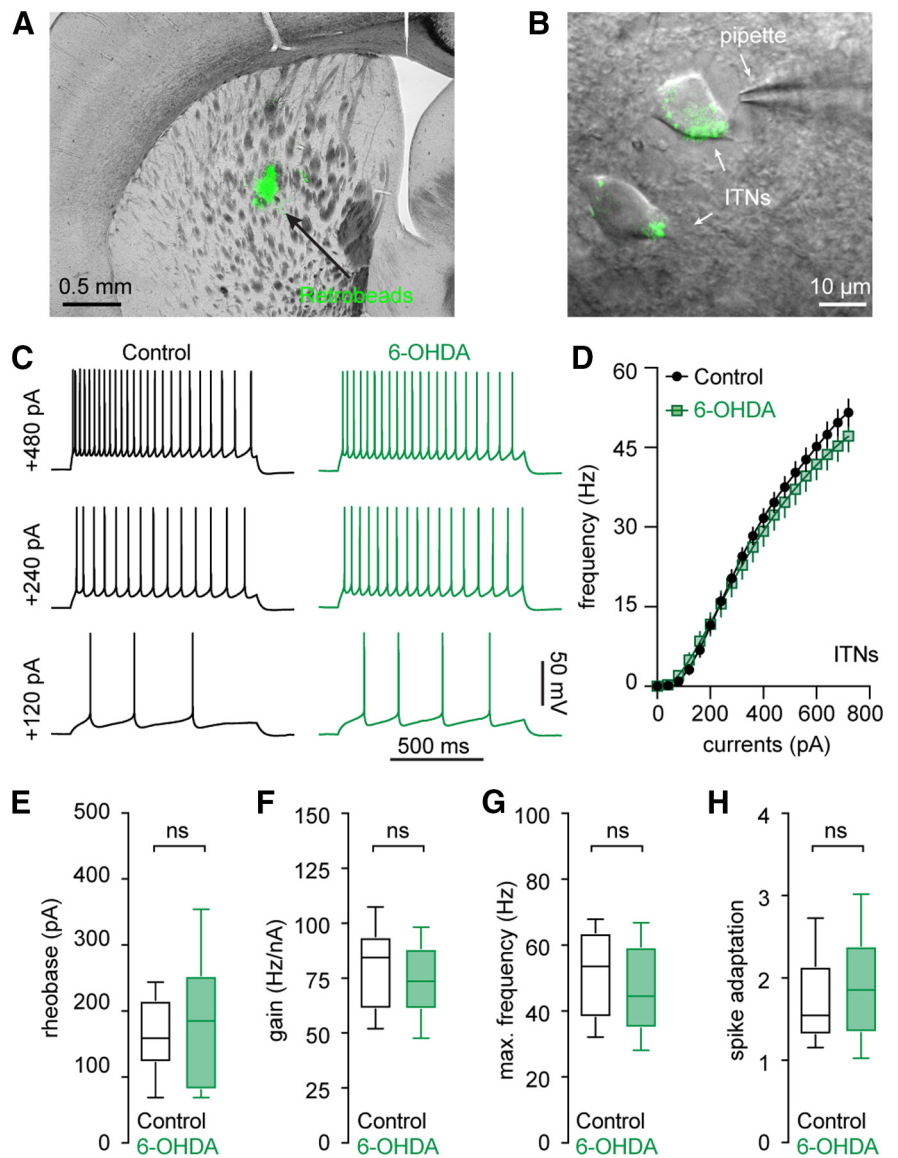 A
0.5 mm
Retrobeads
B
pipette
ITNs
10 µm
C
Control
6-OHDA
+480 pA
+240 pA
+120 pA
50 mV
500 ms
D
60
45
30
15
0
frequency (Hz)
Control
6-OHDA
ITNs
0
200
400
600
800
currents (pA)
E
500
400
300
200
100
0
rheobase (pA)
ns
Control
6-OHDA
F
150
125
100
75
50
25
0
gain (Hz/nA)
ns
Control
6-OHDA
G
100
80
60
40
20
0
max. frequency (Hz)
ns
Control
6-OHDA
H
4
3
2
1
0
spike adaptation
ns
Control
6-OHDA